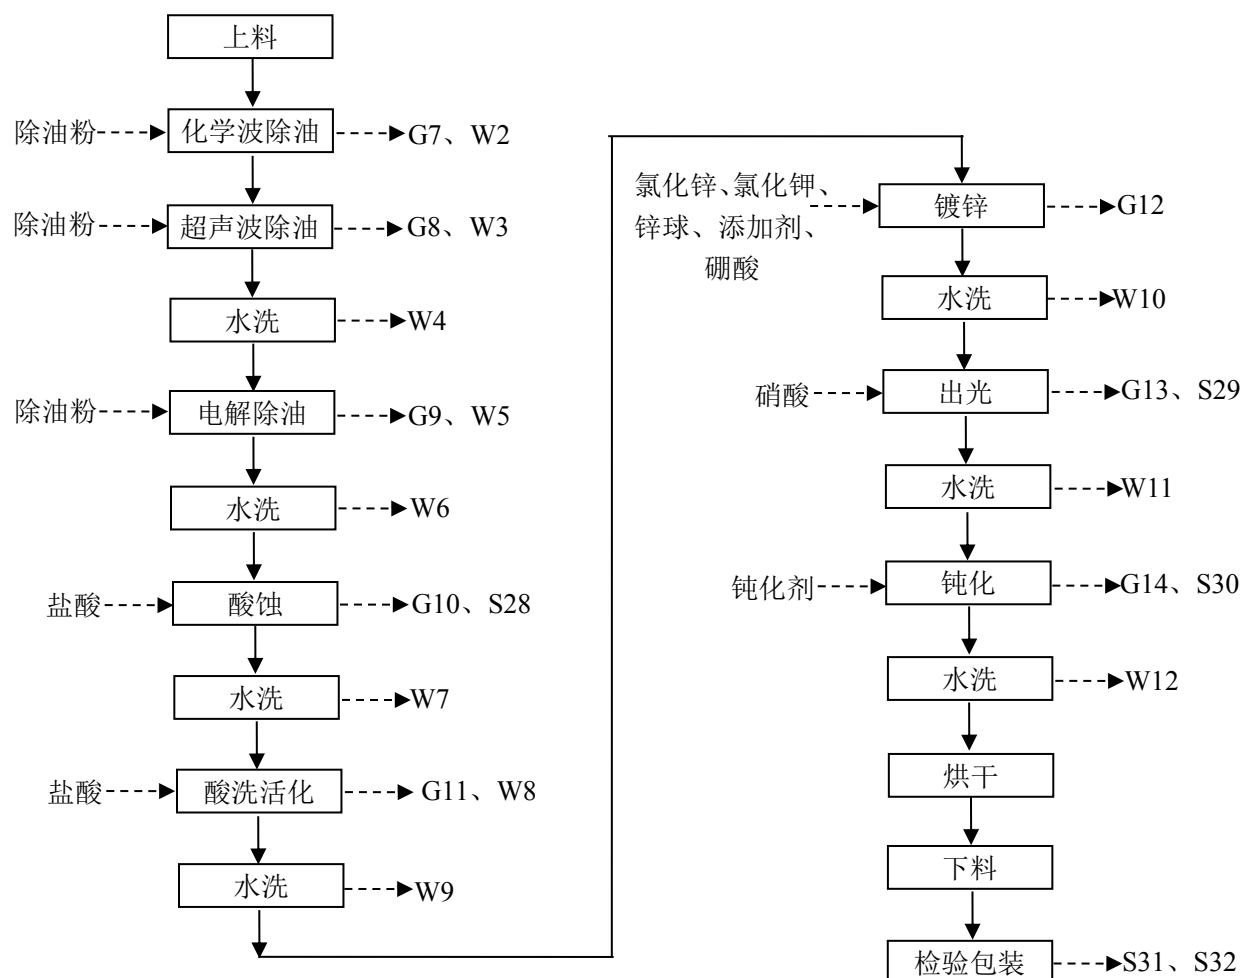 上料
除油粉
化学波除油
G7、W2
除油粉
超声波除油
G8、W3
水洗
W4
除油粉
电解除油
G9、W5
水洗
W6
盐酸
酸蚀
G10、S28
水洗
W7
盐酸
酸洗活化
G11、W8
水洗
W9
氯化锌、氯化钾、
锌球、添加剂、
硼酸
镀锌
G12
水洗
W10
硝酸
出光
G13、S29
水洗
W11
钝化剂
钝化
G14、S30
水洗
W12
烘干
下料
检验包装
S31、S32